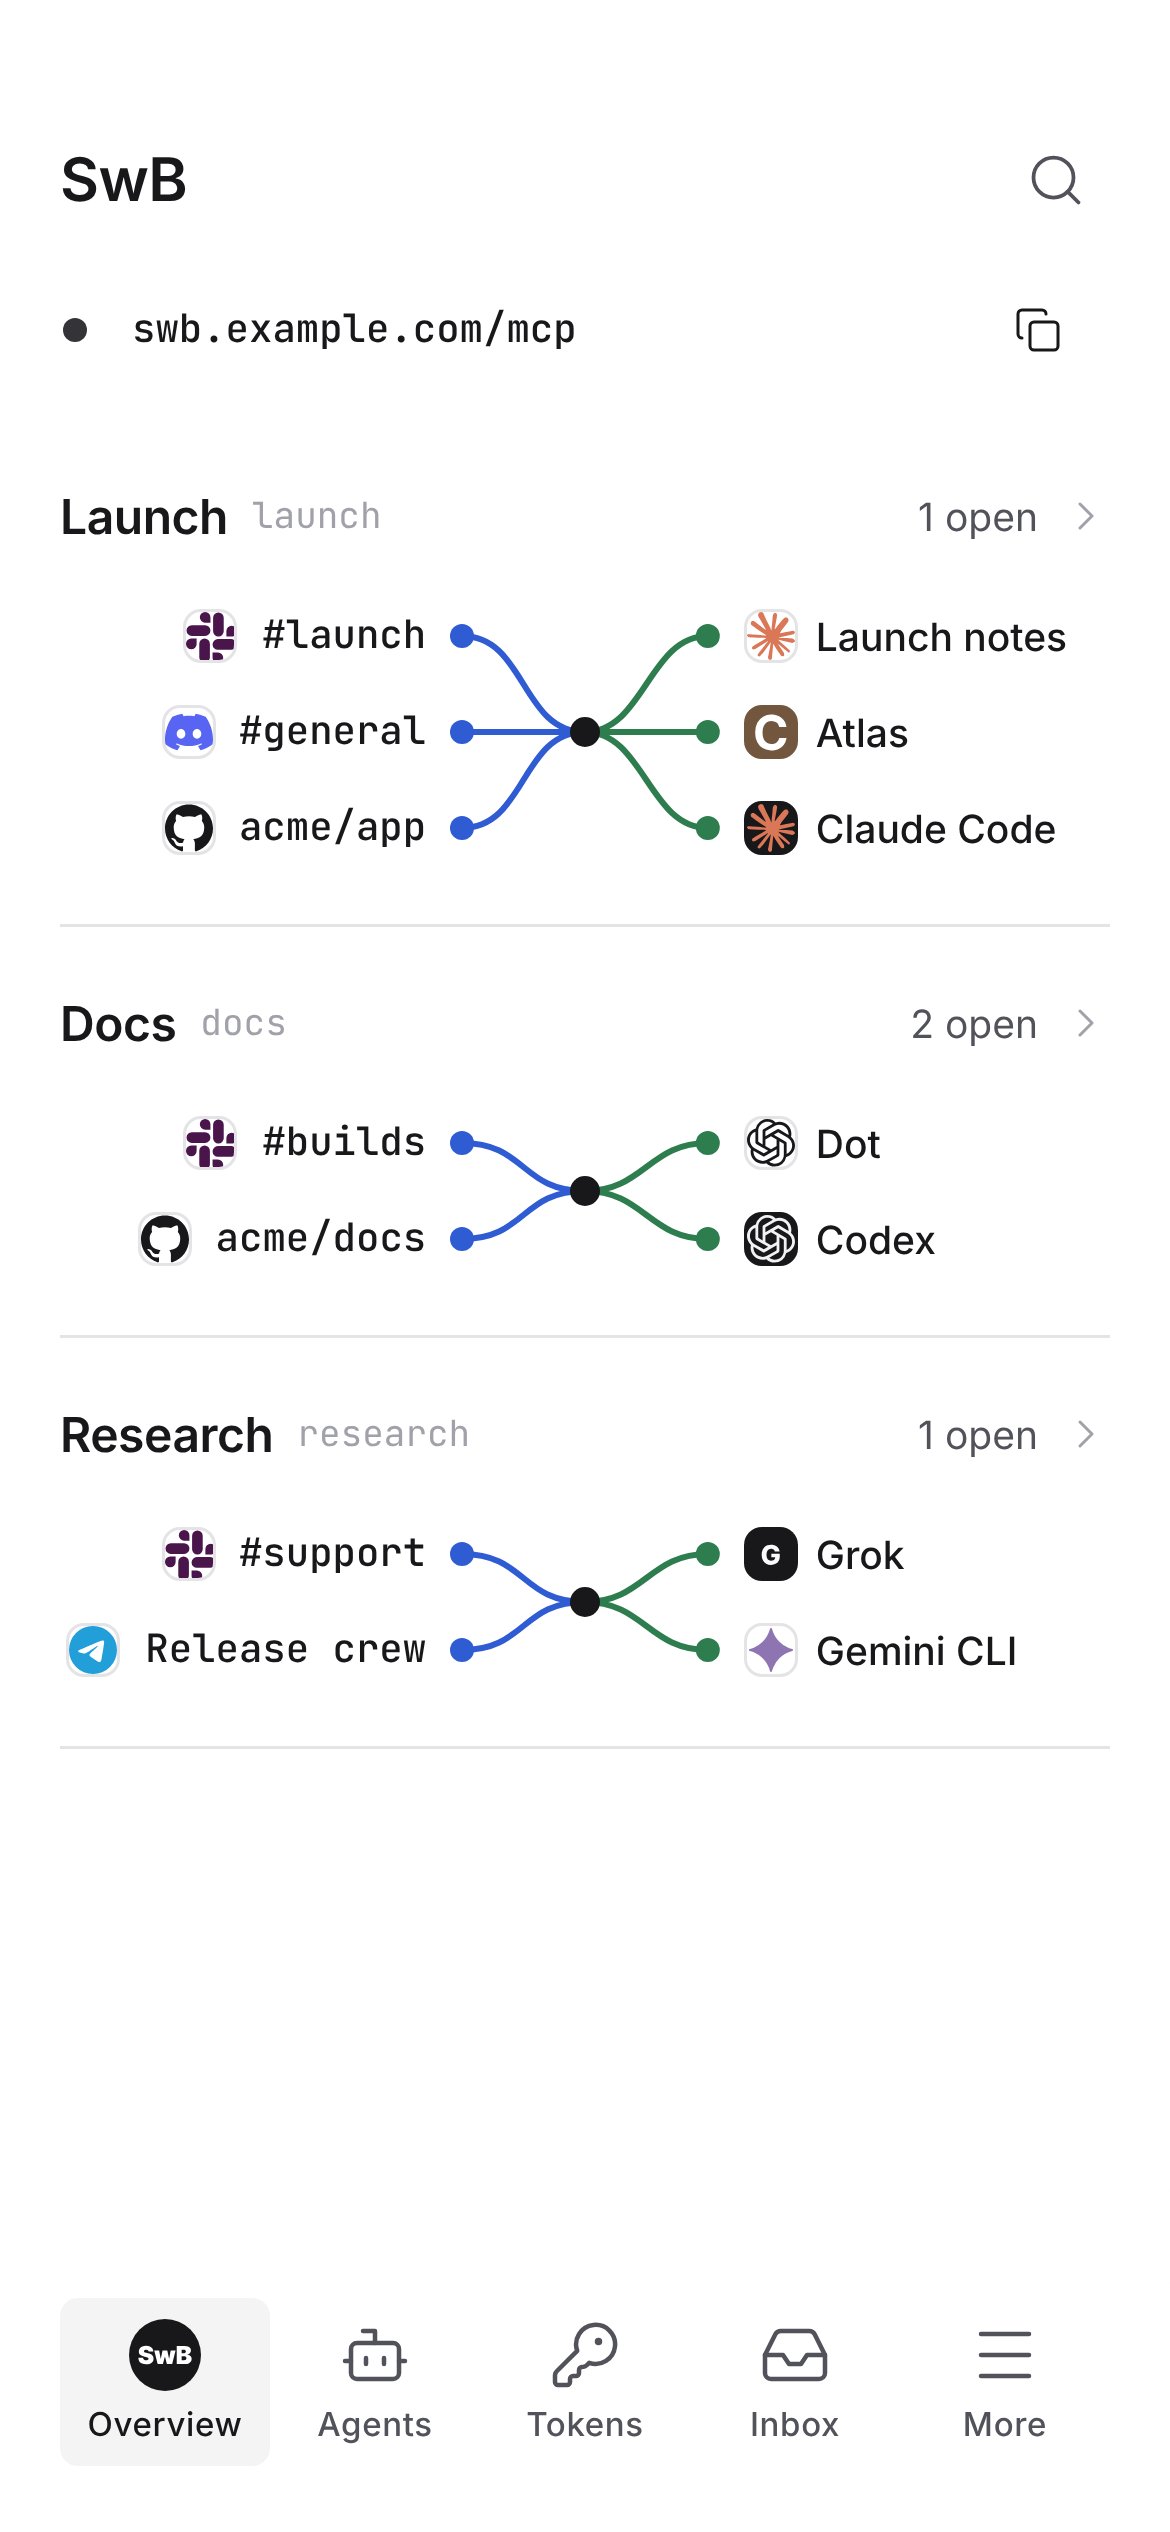 SwB
swb.example.com/mcp
Launch launch 1 open
#launch Launch notes
#general C Atlas
acme/app Claude Code
Docs docs 2 open
#builds Dot
acme/docs Codex
Research research 1 open
#support G Grok
Release crew Gemini CLI
SwB
Overview Agents Tokens Inbox More